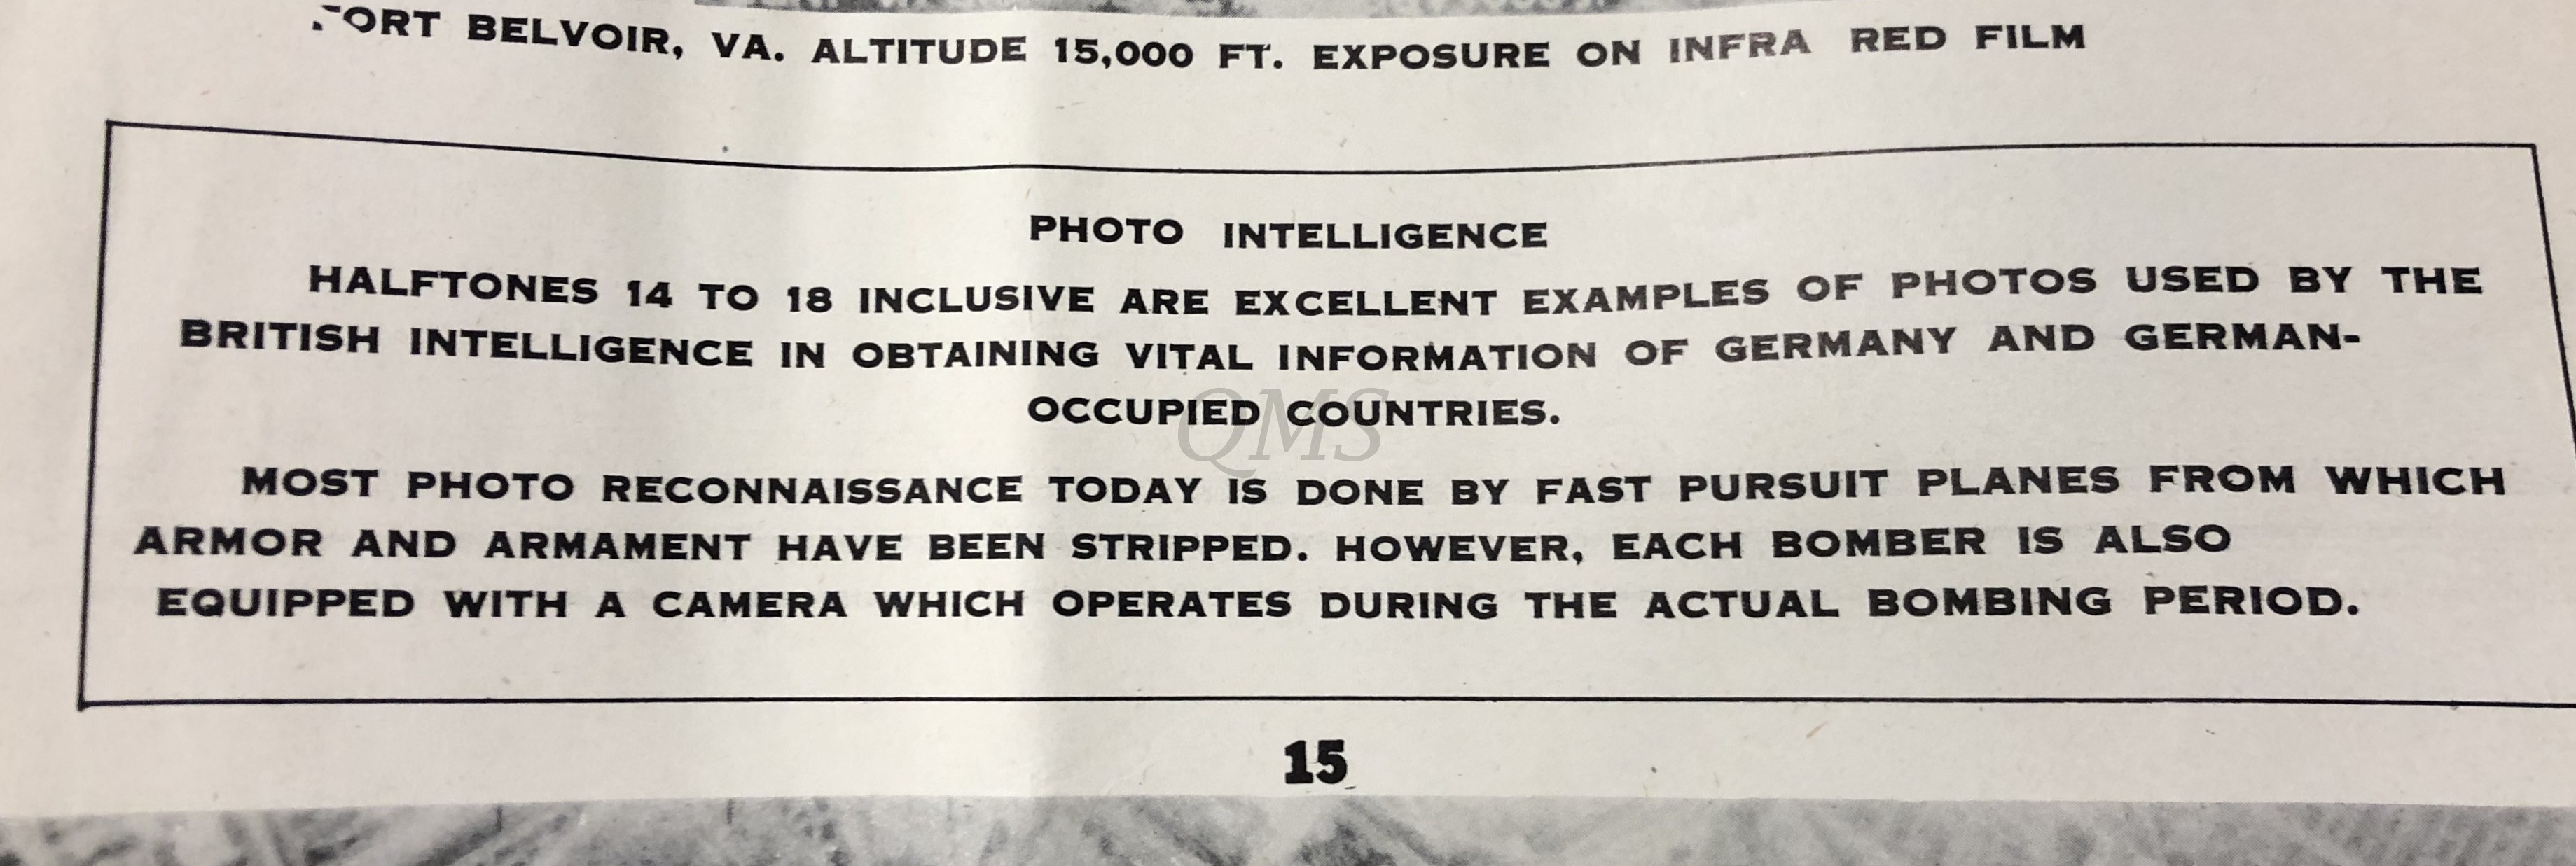 FORT BELVOIR, VA. ALTITUDE 15,000 FT. EXPOSURE ON INFRA RED FILM
PHOTO INTELLIGENCE
HALFTONES 14 TO 18 INCLUSIVE ARE EXCELLENT EXAMPLES OF PHOTOS USED BY THE
BRITISH INTELLIGENCE IN OBTAINING VITAL INFORMATION OF GERMANY AND GERMAN-
OCCUPIED COUNTRIES.
QMS
MOST PHOTO RECONNAISSANCE TODAY IS DONE BY FAST PURSUIT PLANES FROM WHICH
ARMOR AND ARMAMENT HAVE BEEN STRIPPED. HOWEVER, EACH BOMBER IS ALSO
EQUIPPED WITH A CAMERA WHICH OPERATES DURING THE ACTUAL BOMBING PERIOD.
15